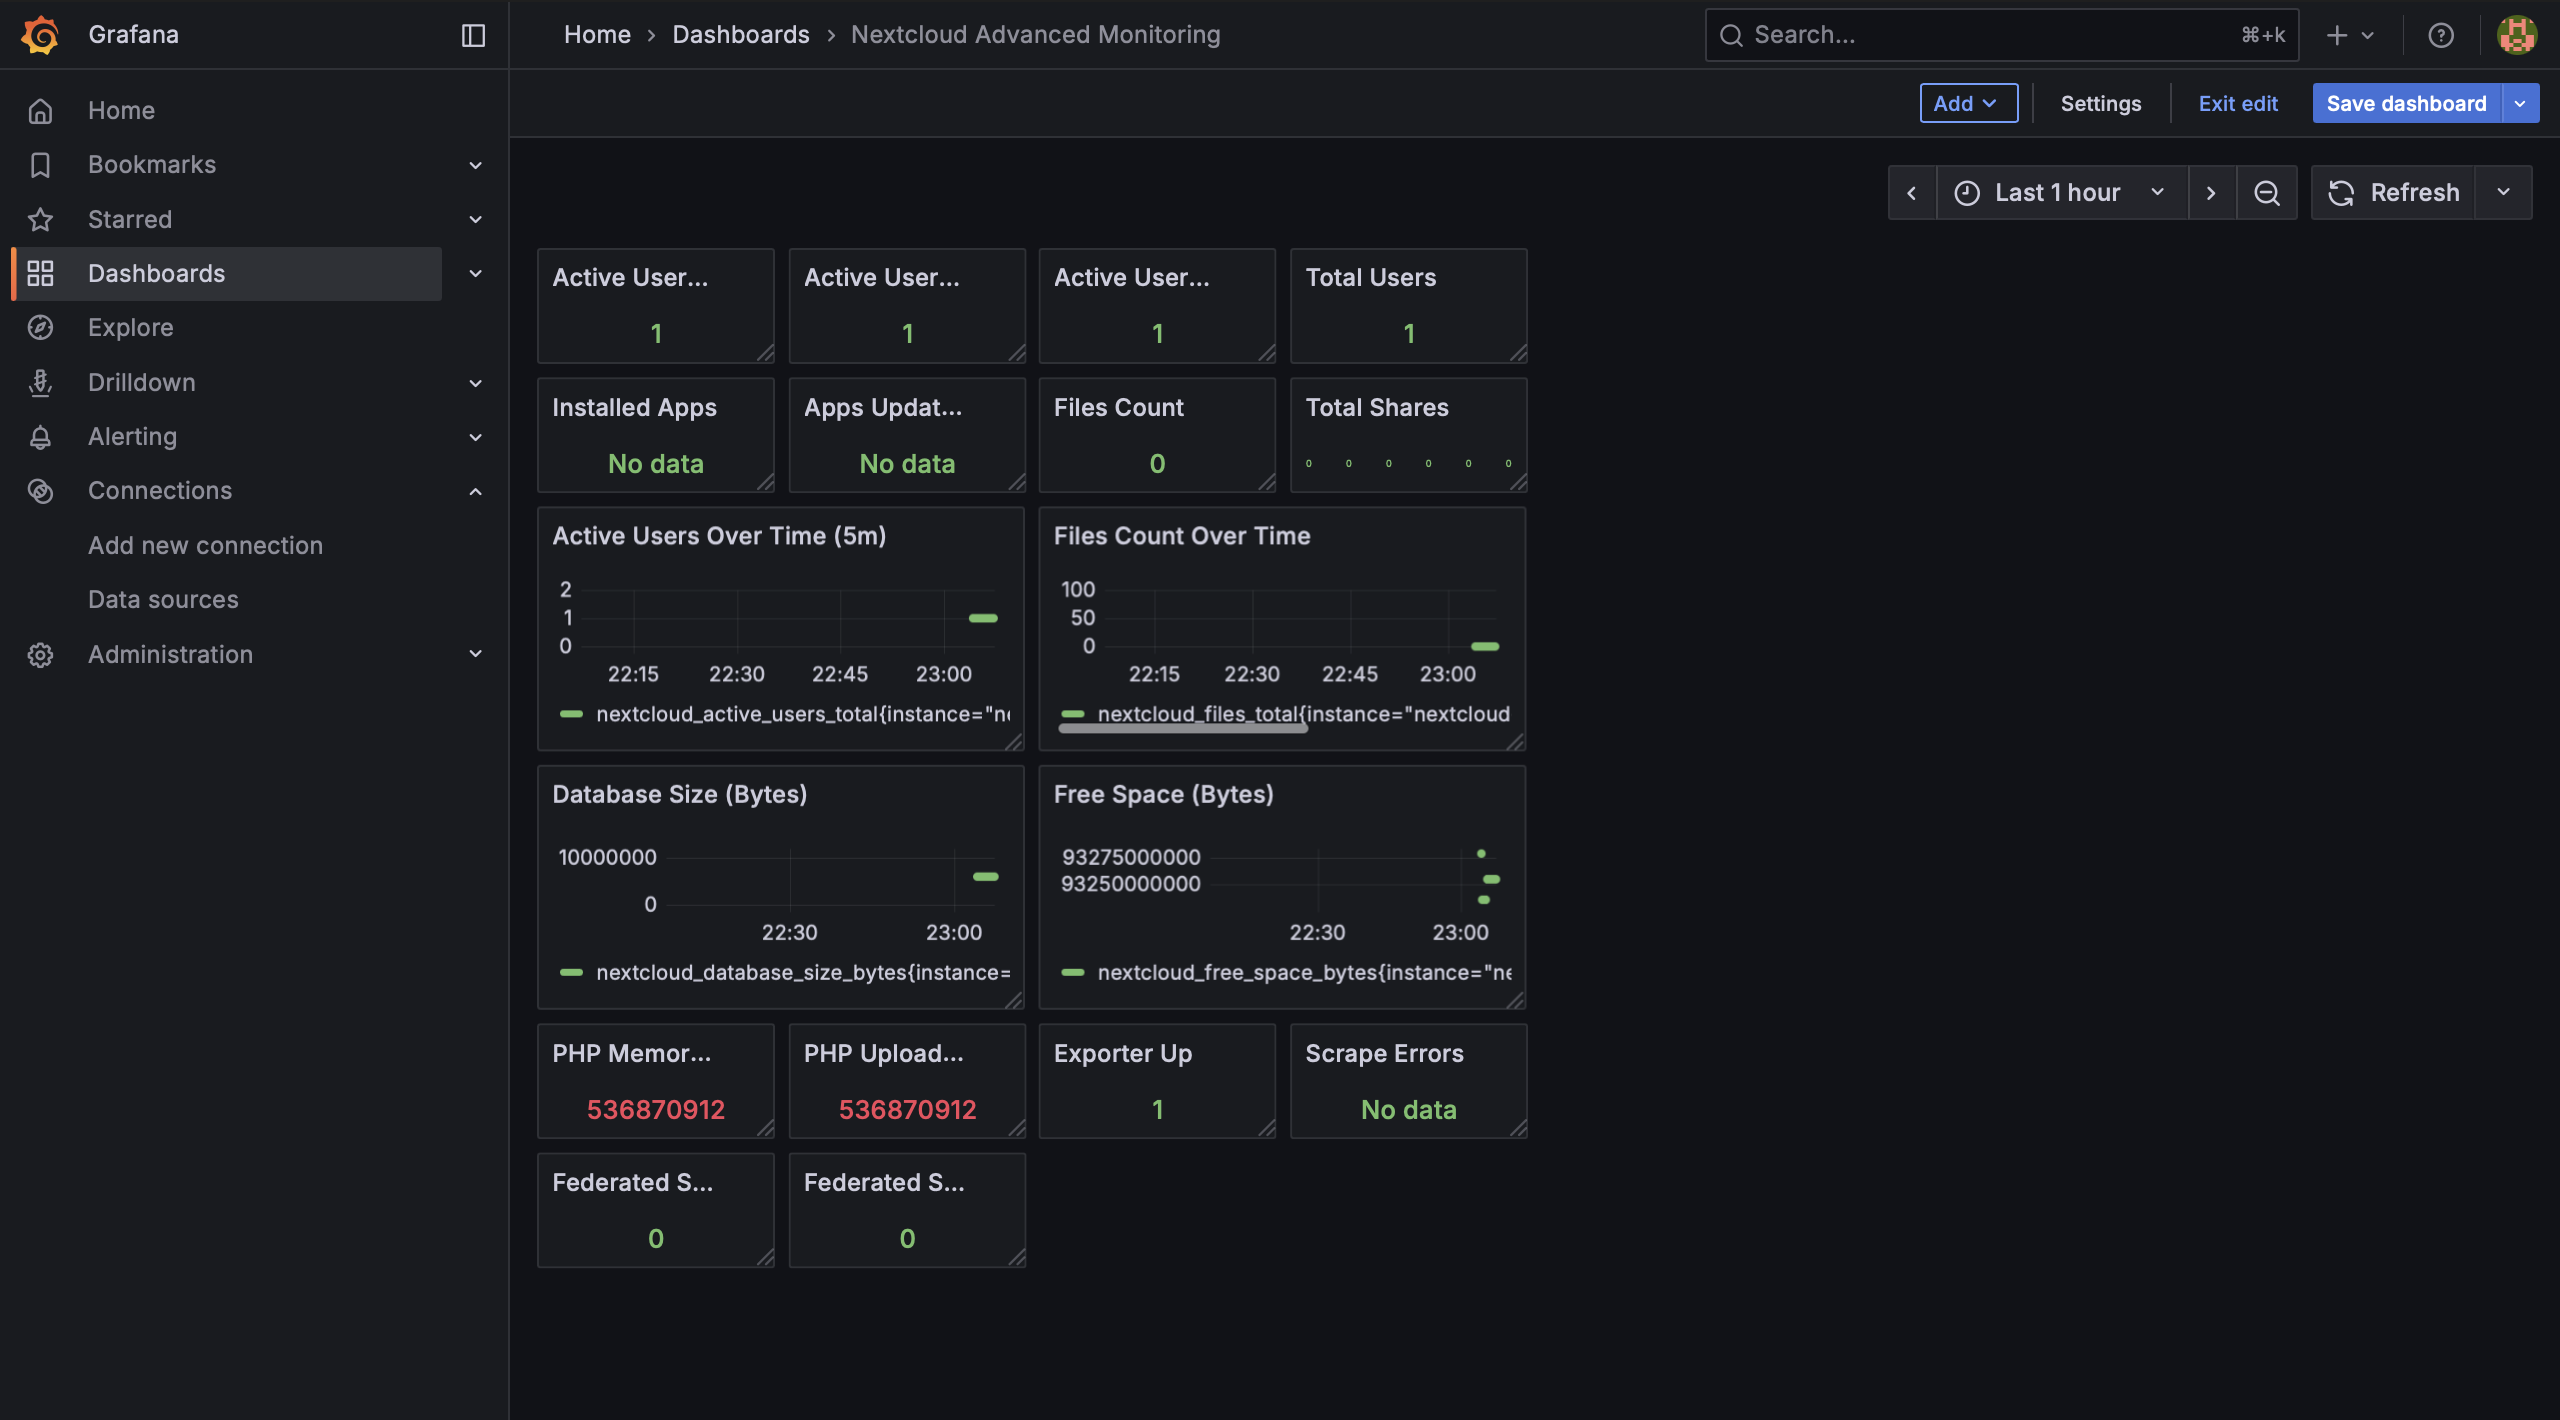 Grafana
Home › Dashboards › Nextcloud Advanced Monitoring
Search...
⌘+k
Home
Bookmarks
Starred
Dashboards
Explore
Drilldown
Alerting
Connections
Add new connection
Data sources
Administration
Add
Settings
Exit edit
Save dashboard
Last 1 hour
Refresh
Active User...
1
Active User...
1
Active User...
1
Total Users
1
Installed Apps
No data
Apps Updat...
No data
Files Count
0
Total Shares
0 0 0 0 0 0
Active Users Over Time (5m)
2
1
0
22:15 22:30 22:45 23:00
nextcloud_active_users_total{instance="n
Files Count Over Time
100
50
0
22:15 22:30 22:45 23:00
nextcloud_files_total{instance="nextcloud
Database Size (Bytes)
10000000
0
22:30 23:00
nextcloud_database_size_bytes{instance=
Free Space (Bytes)
93275000000
93250000000
22:30 23:00
nextcloud_free_space_bytes{instance="ne
PHP Memor...
536870912
PHP Upload...
536870912
Exporter Up
1
Scrape Errors
No data
Federated S...
0
Federated S...
0